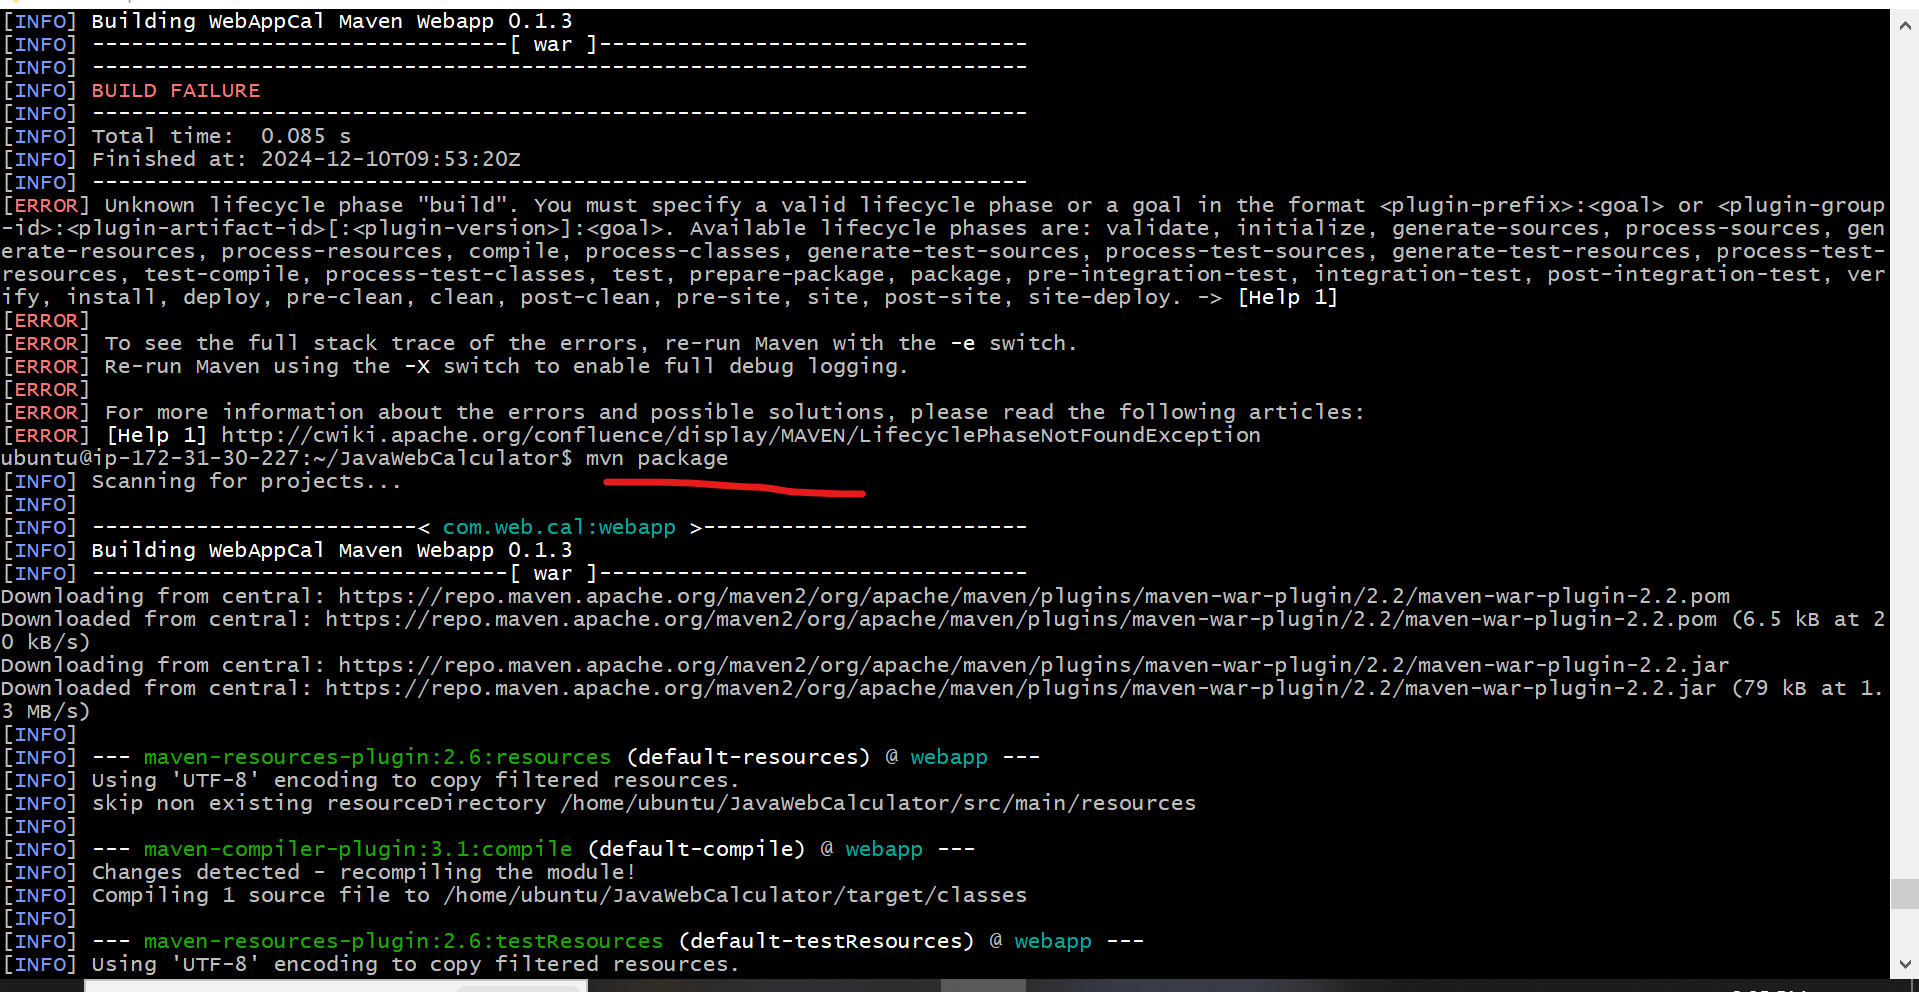 [INFO] Building WebAppCal Maven Webapp 0.1.3
[INFO] --------------------------------[ war ]---------------------------------
[INFO] ------------------------------------------------------------------------
[INFO] BUILD FAILURE
[INFO] ------------------------------------------------------------------------
[INFO] Total time:  0.085 s
[INFO] Finished at: 2024-12-10T09:53:20Z
[INFO] ------------------------------------------------------------------------
[ERROR] Unknown lifecycle phase "build". You must specify a valid lifecycle phase or a goal in the format <plugin-prefix>:<goal> or <plugin-group
-id>:<plugin-artifact-id>[:<plugin-version>]:<goal>. Available lifecycle phases are: validate, initialize, generate-sources, process-sources, gen
erate-resources, process-resources, compile, process-classes, generate-test-sources, process-test-sources, generate-test-resources, process-test-
resources, test-compile, process-test-classes, test, prepare-package, package, pre-integration-test, integration-test, post-integration-test, ver
ify, install, deploy, pre-clean, clean, post-clean, pre-site, site, post-site, site-deploy. -> [Help 1]
[ERROR]
[ERROR] To see the full stack trace of the errors, re-run Maven with the -e switch.
[ERROR] Re-run Maven using the -X switch to enable full debug logging.
[ERROR]
[ERROR] For more information about the errors and possible solutions, please read the following articles:
[ERROR] [Help 1] http://cwiki.apache.org/confluence/display/MAVEN/LifecyclePhaseNotFoundException
ubuntu@ip-172-31-30-227:~/JavaWebCalculator$ mvn package
[INFO] Scanning for projects...
[INFO]
[INFO] -------------------------< com.web.cal:webapp >-------------------------
[INFO] Building WebAppCal Maven Webapp 0.1.3
[INFO] --------------------------------[ war ]---------------------------------
Downloading from central: https://repo.maven.apache.org/maven2/org/apache/maven/plugins/maven-war-plugin/2.2/maven-war-plugin-2.2.pom
Downloaded from central: https://repo.maven.apache.org/maven2/org/apache/maven/plugins/maven-war-plugin/2.2/maven-war-plugin-2.2.pom (6.5 kB at 2
0 kB/s)
Downloading from central: https://repo.maven.apache.org/maven2/org/apache/maven/plugins/maven-war-plugin/2.2/maven-war-plugin-2.2.jar
Downloaded from central: https://repo.maven.apache.org/maven2/org/apache/maven/plugins/maven-war-plugin/2.2/maven-war-plugin-2.2.jar (79 kB at 1.
3 MB/s)
[INFO]
[INFO] --- maven-resources-plugin:2.6:resources (default-resources) @ webapp ---
[INFO] Using 'UTF-8' encoding to copy filtered resources.
[INFO] skip non existing resourceDirectory /home/ubuntu/JavaWebCalculator/src/main/resources
[INFO]
[INFO] --- maven-compiler-plugin:3.1:compile (default-compile) @ webapp ---
[INFO] Changes detected - recompiling the module!
[INFO] Compiling 1 source file to /home/ubuntu/JavaWebCalculator/target/classes
[INFO]
[INFO] --- maven-resources-plugin:2.6:testResources (default-testResources) @ webapp ---
[INFO] Using 'UTF-8' encoding to copy filtered resources.